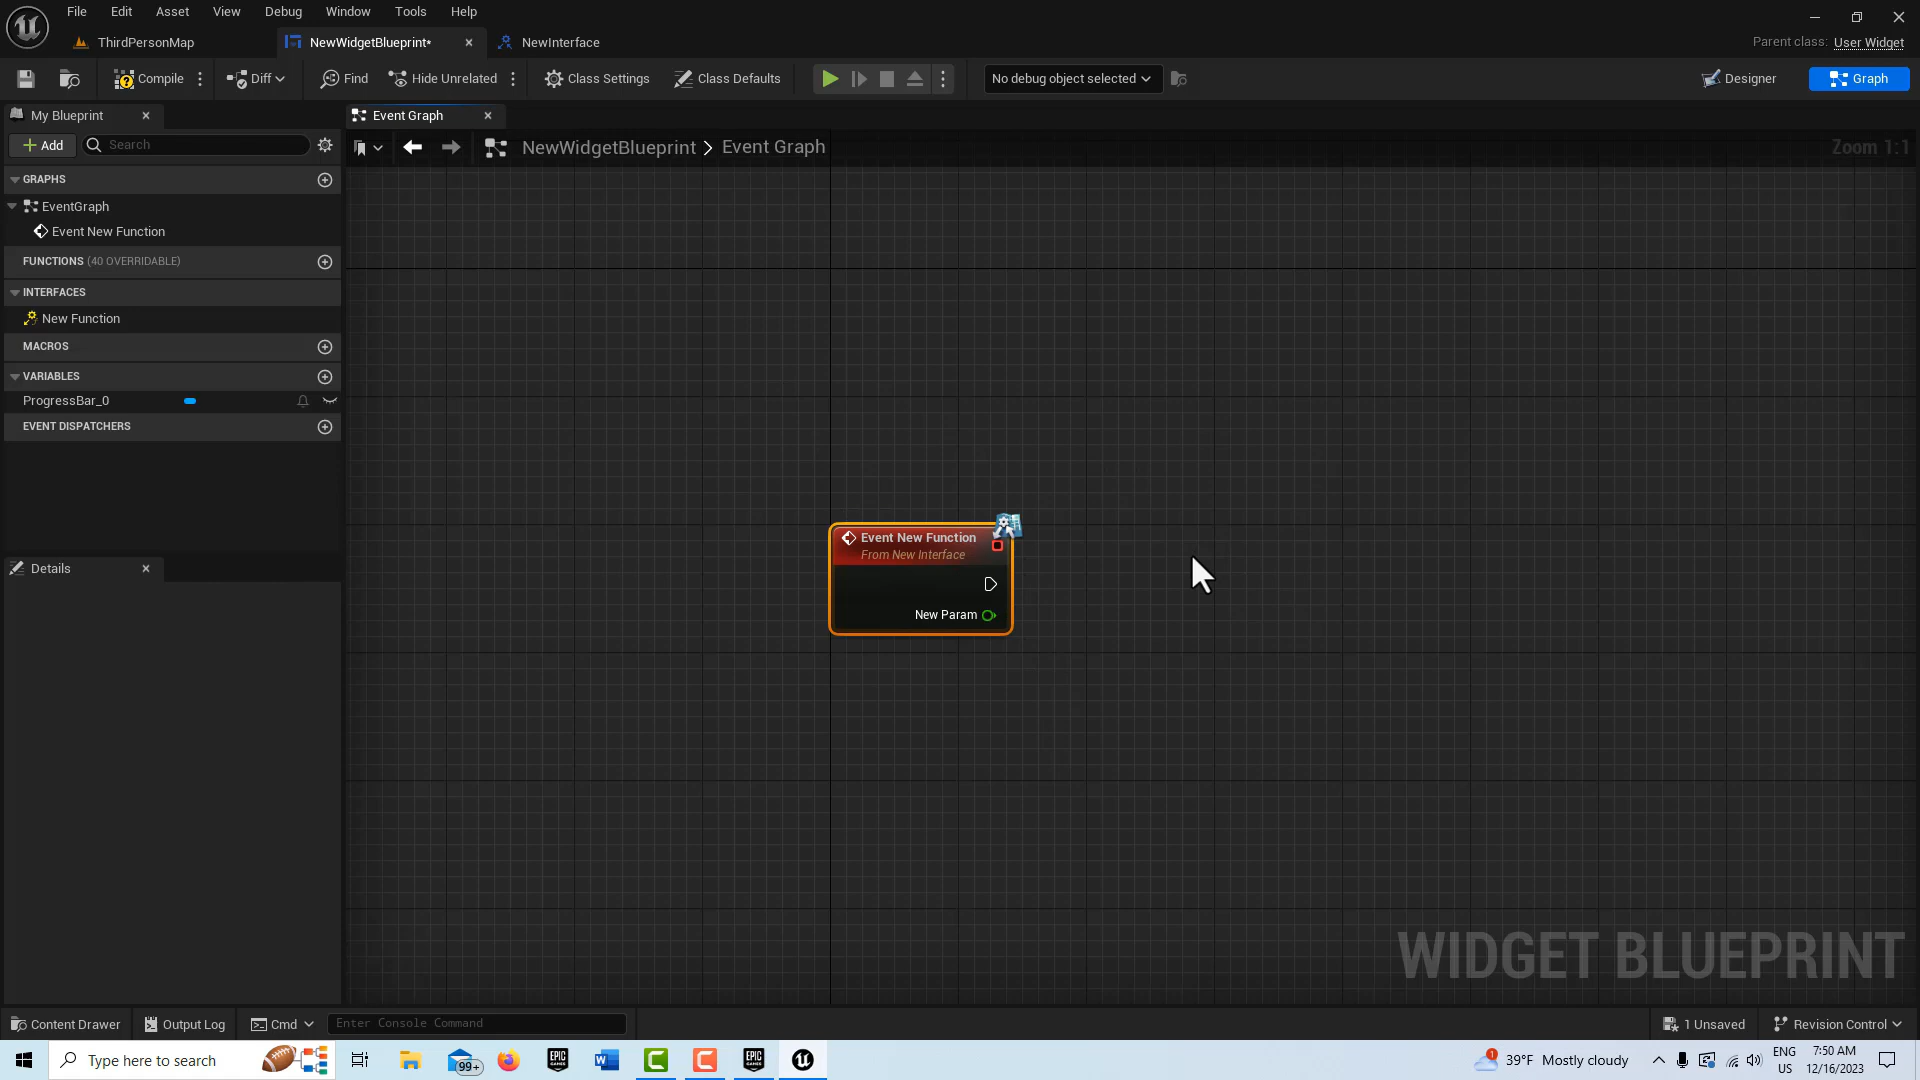 File Edit Asset View Debug Window Tools Help
ThirdPersonMap NewWidgetBlueprint* NewInterface
Parent class: User Widget
Compile Diff Find Hide Unrelated Class Settings Class Defaults No debug object selected Designer Graph
My Blueprint Event Graph
Add Search NewWidgetBlueprint > Event Graph Zoom 1:1
GRAPHS
EventGraph
Event New Function
FUNCTIONS (40 OVERRIDABLE)
INTERFACES
New Function
MACROS
VARIABLES
ProgressBar_0
EVENT DISPATCHERS
Details
Event New Function
From New Interface
New Param
WIDGET BLUEPRINT
Content Drawer Output Log Cmd Enter Console Command 1 Unsaved Revision Control
Type here to search 99+ EPIC GAMES W EPIC GAMES 1 39°F Mostly cloudy ENG US 7:50 AM 12/16/2023